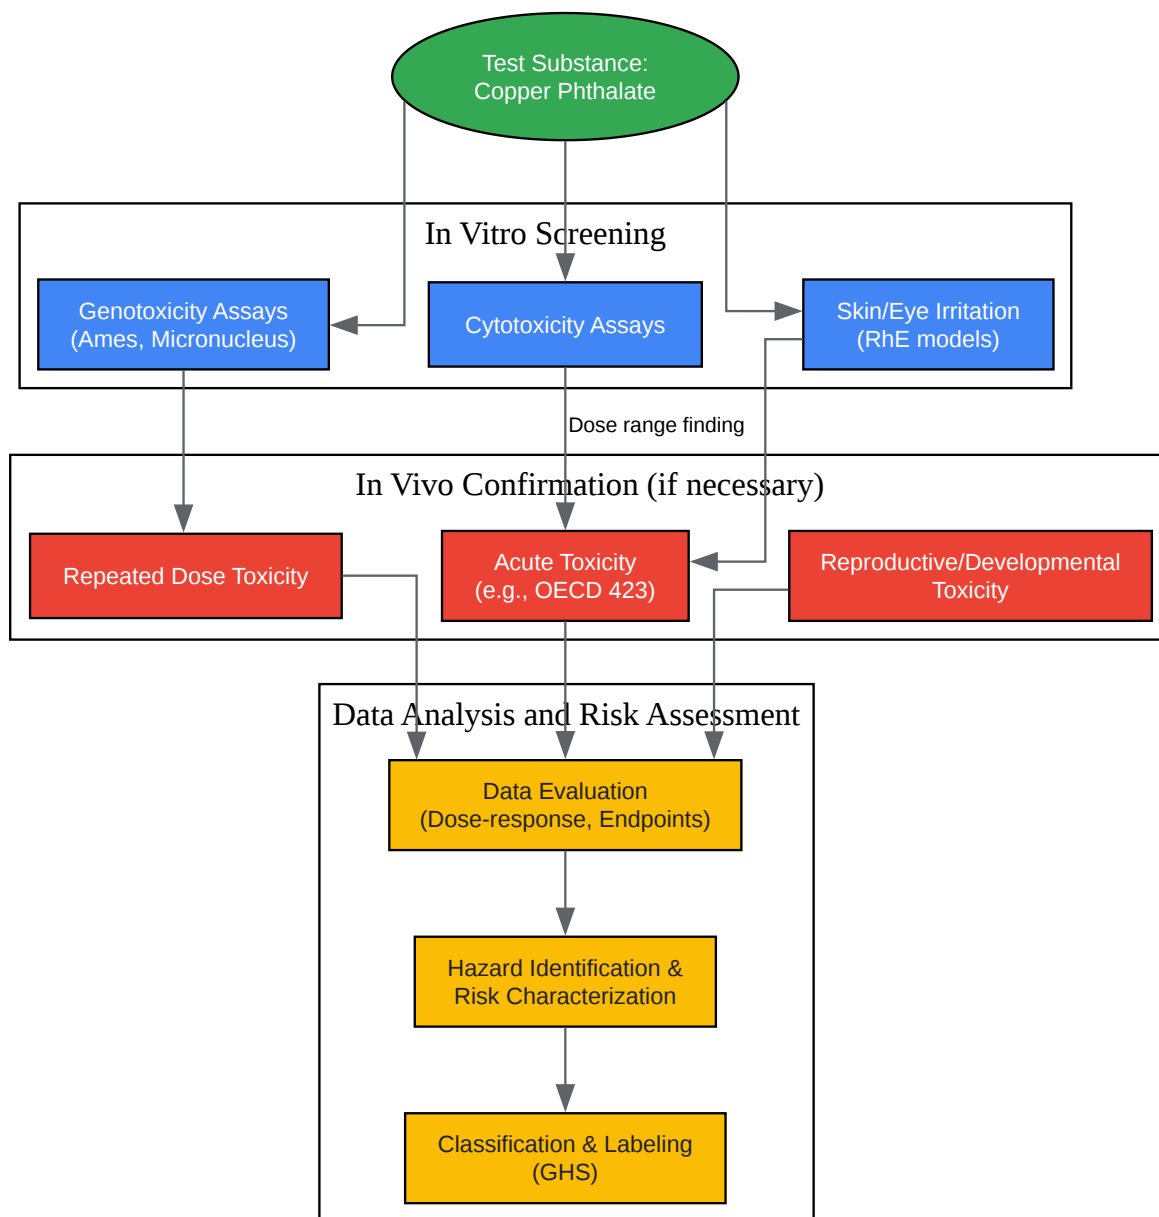 Test Substance:
Copper Phthalate
In Vitro Screening
Genotoxicity Assays
(Ames, Micronucleus)
Cytotoxicity Assays
Skin/Eye Irritation
(RhE models)
Dose range finding
In Vivo Confirmation (if necessary)
Repeated Dose Toxicity
Acute Toxicity
(e.g., OECD 423)
Reproductive/Developmental
Toxicity
Data Analysis and Risk Assessment
Data Evaluation
(Dose-response, Endpoints)
Hazard Identification &
Risk Characterization
Classification & Labeling
(GHS)